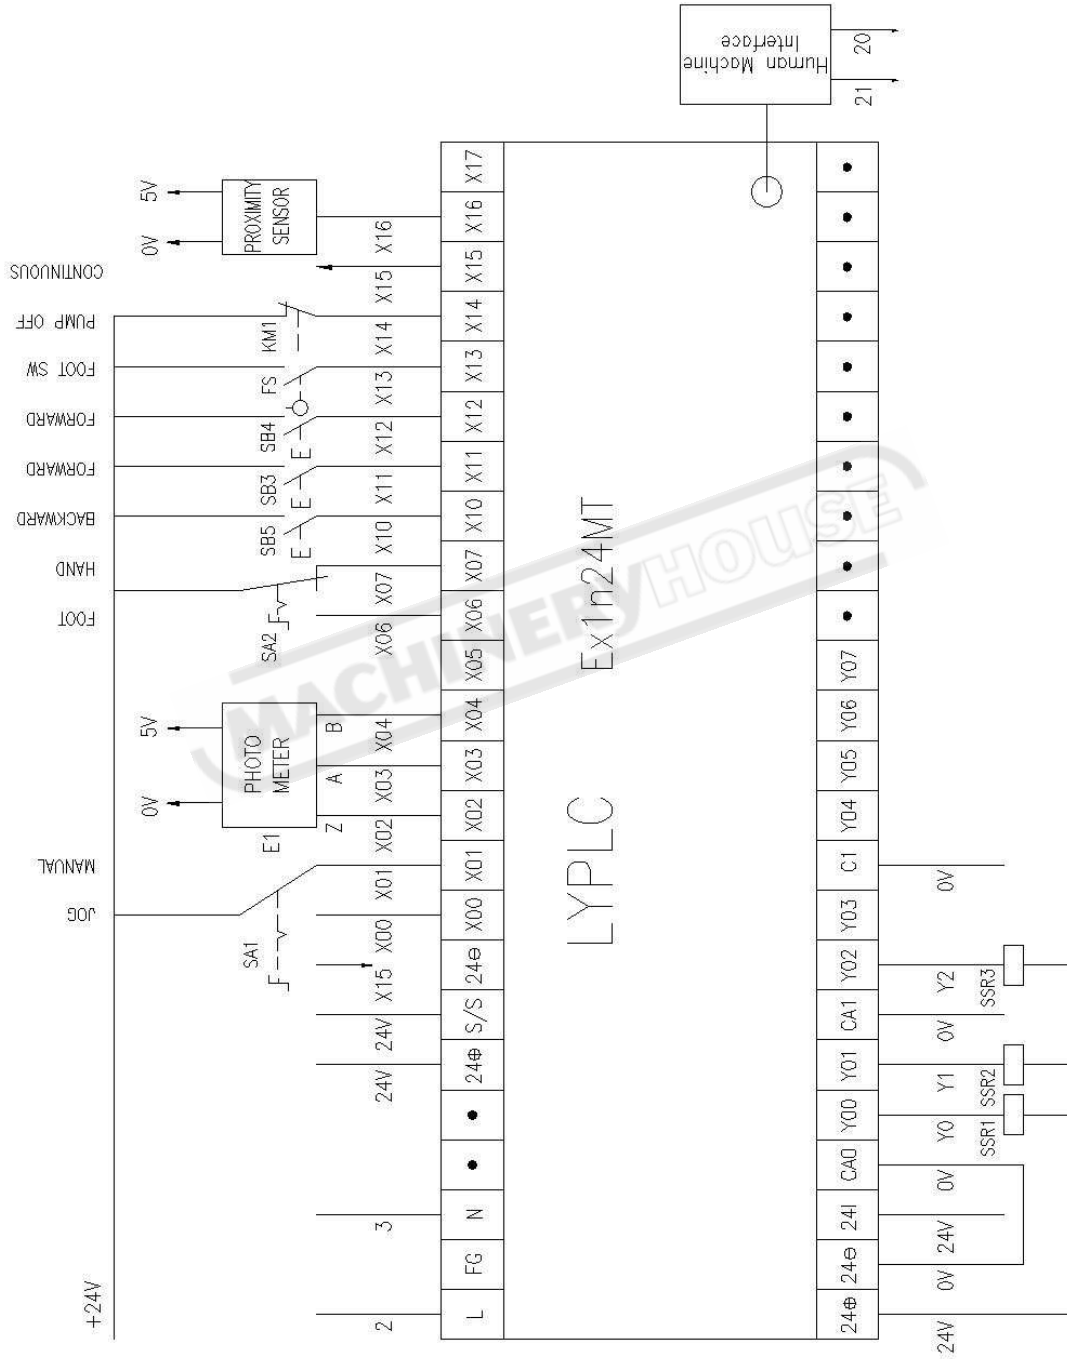 +24V
JOG
MANUAL
FOOT
HAND
BACKWARD
FORWARD
FORWARD
FOOT SW
PUMP OFF
CONTINUOUS
0V
5V
0V
5V
PHOTO
METER
PROXIMITY
SENSOR
SA1
E1
SA2
SB5
SB3
SB4
FS
KM1
E
E
E
Z
A
B
2
3
24V
24V
X15
X00
X01
X02
X03
X04
X06
X07
X10
X11
X12
X13
X14
X15
X16
L
FG
N
24⊕
S/S
24⊖
X00
X01
X02
X03
X04
X05
X06
X07
X10
X11
X12
X13
X14
X15
X16
X17
LYPLC
Ex1n24MT
MACHINERYHOUSE
Human Machine
Interface
21
20
24⊕
24⊖
24I
CA0
Y00
Y01
CA1
Y02
Y03
C1
Y04
Y05
Y06
Y07
24V
0V
24V
0V
Y0
Y1
0V
Y2
0V
SSR1
SSR2
SSR3